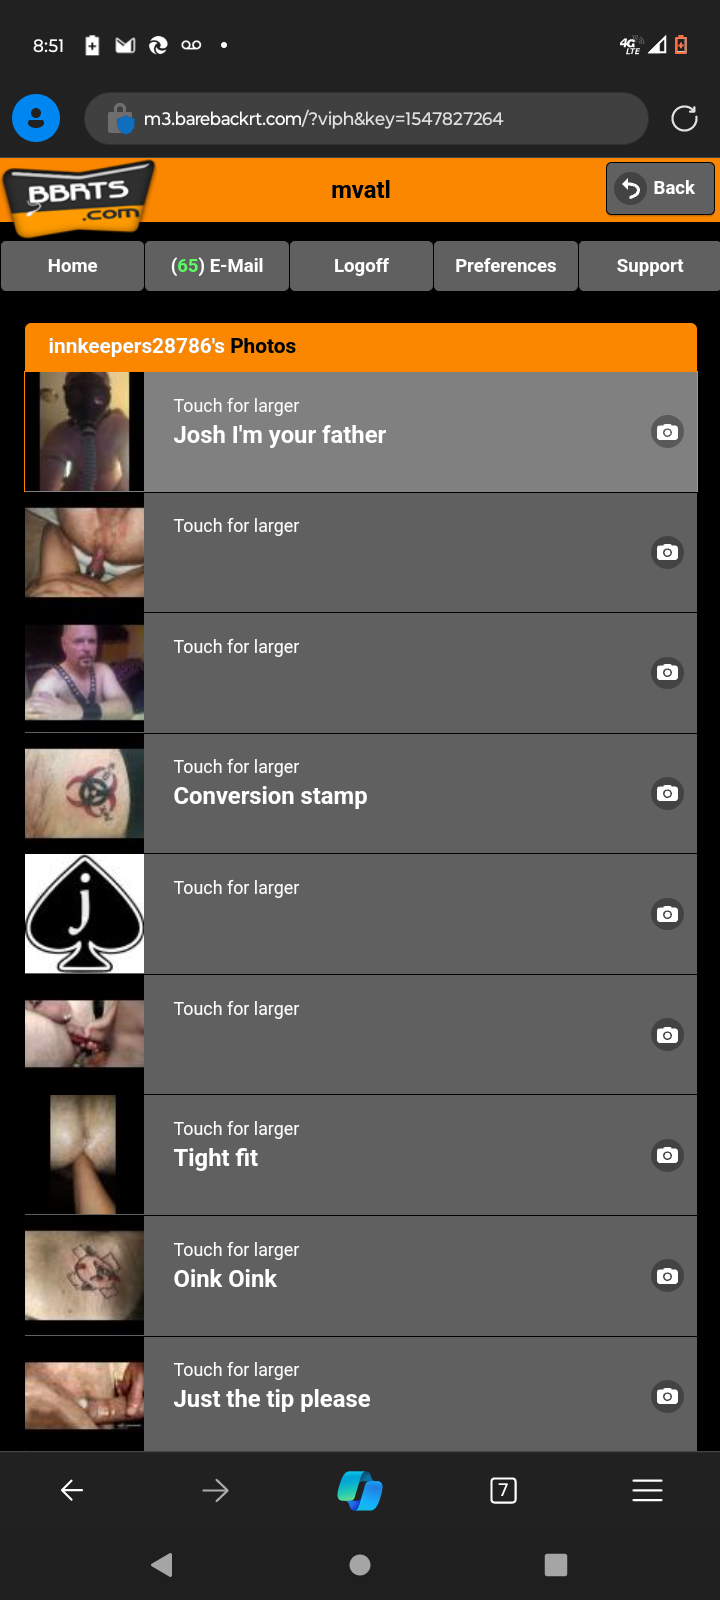 8:51
4G
LTE
m3.barebackrt.com/?viph&key=1547827264
BBRTS
.com
mvatl
Back
Home
(65) E-Mail
Logoff
Preferences
Support
innkeepers28786's Photos
Touch for larger
Josh I'm your father
Touch for larger
Touch for larger
Touch for larger
Conversion stamp
Touch for larger
j
Touch for larger
Touch for larger
Tight fit
Touch for larger
Oink Oink
Touch for larger
Just the tip please
7